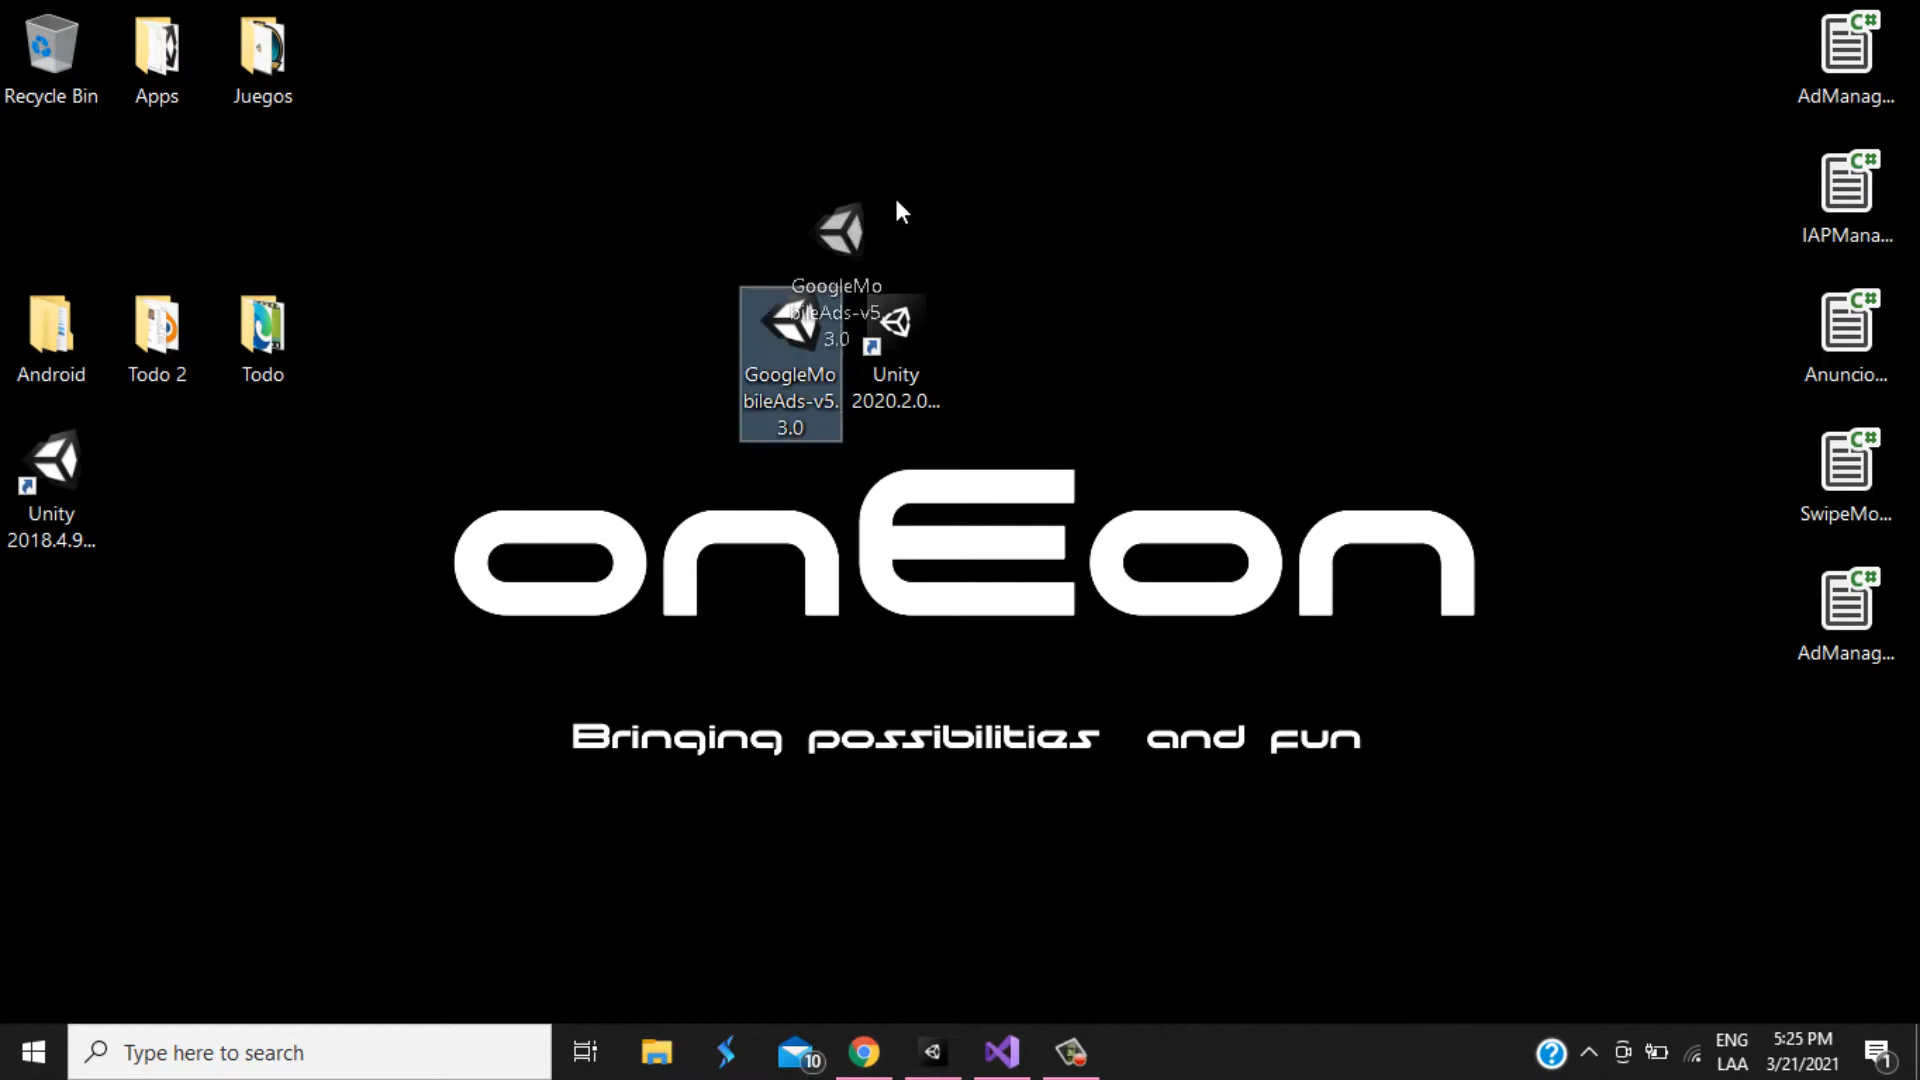 Recycle Bin
Apps
Juegos
AdManag...
IAPMana...
GoogleMo
bileAds-v5.
3.0
GoogleMo
bileAds-v5.
3.0
Unity
2020.2.0...
Android
Todo 2
Todo
Anuncio...
Unity
2018.4.9...
SwipeMo...
AdManag...
onEon
Bringing possibilities and fun
Type here to search
10
ENG
LAA
5:25 PM
3/21/2021
1